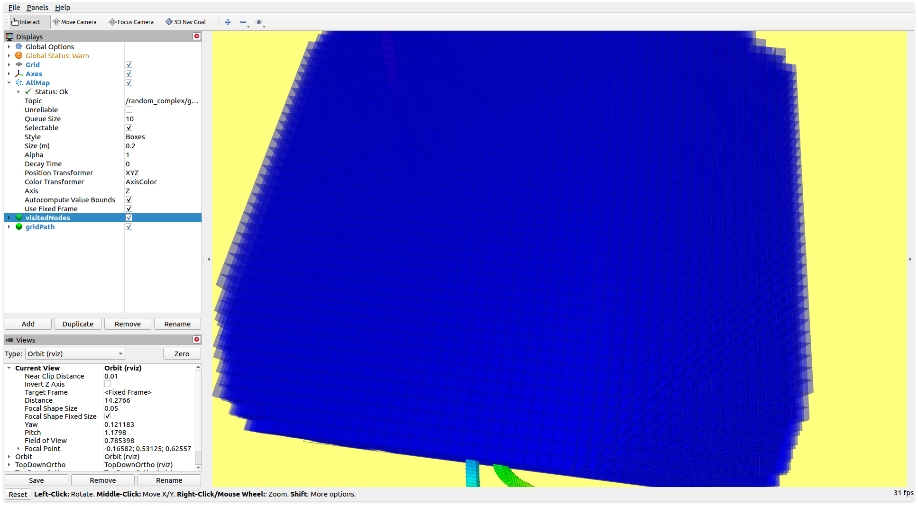 File Panels Help
Interact Move Camera Focus Camera 3D Nav Goal
Displays
Global Options
Global Status: Warn
Grid
Axes
AllMap
Status: Ok
Topic /random_complex/g...
Unreliable
Queue Size 10
Selectable
Style Boxes
Size (m) 0.2
Alpha 1
Decay Time 0
Position Transformer XYZ
Color Transformer AxisColor
Axis Z
Autocompute Value Bounds
Use Fixed Frame
visitedNodes
gridPath
Add Duplicate Remove Rename
Views
Type: Orbit (rviz) Zero
Current View Orbit (rviz)
Near Clip Distance 0.01
Invert Z Axis
Target Frame <Fixed Frame>
Distance 14.2766
Focal Shape Size 0.05
Focal Shape Fixed Size
Yaw 0.121183
Pitch 1.1798
Field of View 0.785398
Focal Point -0.16582; 0.53125; 0.62557
Orbit Orbit (rviz)
TopDownOrtho TopDownOrtho (rviz)
Save Remove Rename
Reset Left-Click: Rotate. Middle-Click: Move X/Y. Right-Click/Mouse Wheel:: Zoom. Shift: More options. 31 fps